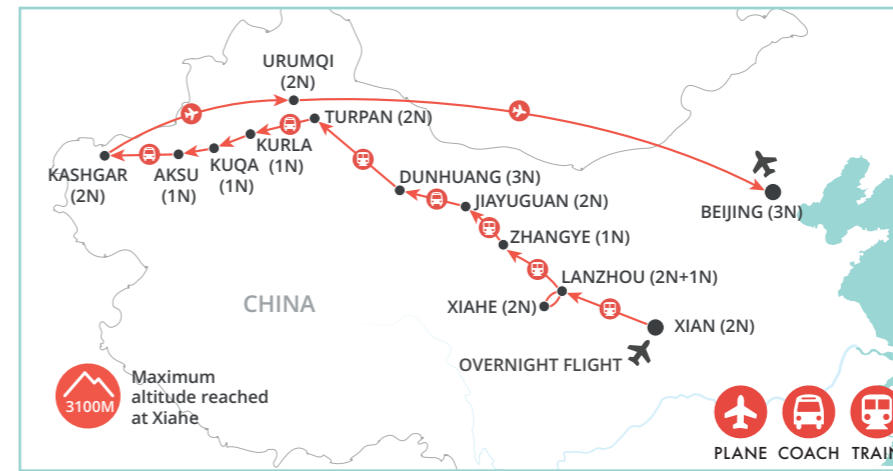 URUMQI
(2N)
TURPAN (2N)
KURLA
(1N)
KUQA
(1N)
AKSU
(1N)
KASHGAR
(2N)
DUNHUANG (3N)
JIAYUGUAN (2N)
ZHANGYE (1N)
BEIJING (3N)
LANZHOU (2N+1N)
XIAHE (2N)
CHINA
XIAN (2N)
OVERNIGHT FLIGHT
Maximum
altitude reached
at Xiahe
3100M
PLANE COACH TRAIN